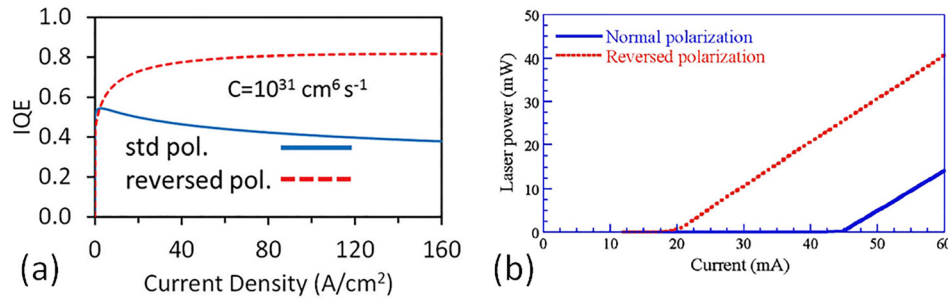 1.0
0.8
0.6
0.4
0.2
0.0
IQE
C=10³¹ cm⁶ s⁻¹
std pol.
reversed pol.
0 40 80 120 160
Current Density (A/cm²)
(a)
50
40
30
20
10
0
Laser power (mW)
Normal polarization
Reversed polarization
0 10 20 30 40 50 60
Current (mA)
(b)